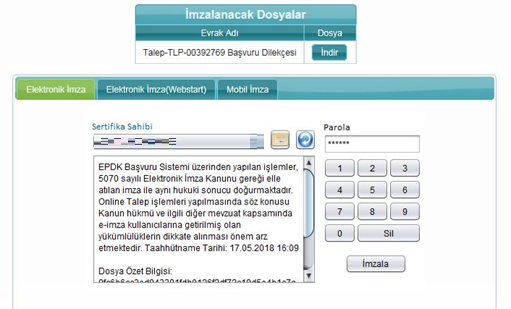 İmzalanacak Dosyalar
Evrak Adı Dosya
Talep-TLP-00392769 Başvuru Dilekçesi İndir
Elektronik İmza Elektronik İmza(Webstart) Mobil İmza
Sertifika Sahibi
Parola
******
EPDK Başvuru Sistemi üzerinden yapılan işlemler,
5070 sayılı Elektronik İmza Kanunu gereği elle
atılan imza ile aynı hukuki sonucu doğurmaktadır.
Online Talep işlemleri yapılmasında söz konusu
Kanun hükmü ve ilgili diğer mevzuat kapsamında
e-imza kullanıcılarına getirilmiş olan
yükümlülüklerin dikkate alınması önem arz
etmektedir. Taahhütname Tarihi: 17.05.2018 16:09
Dosya Özet Bilgisi:
1 2 3
4 5 6
7 8 9
0 Sil
İmzala